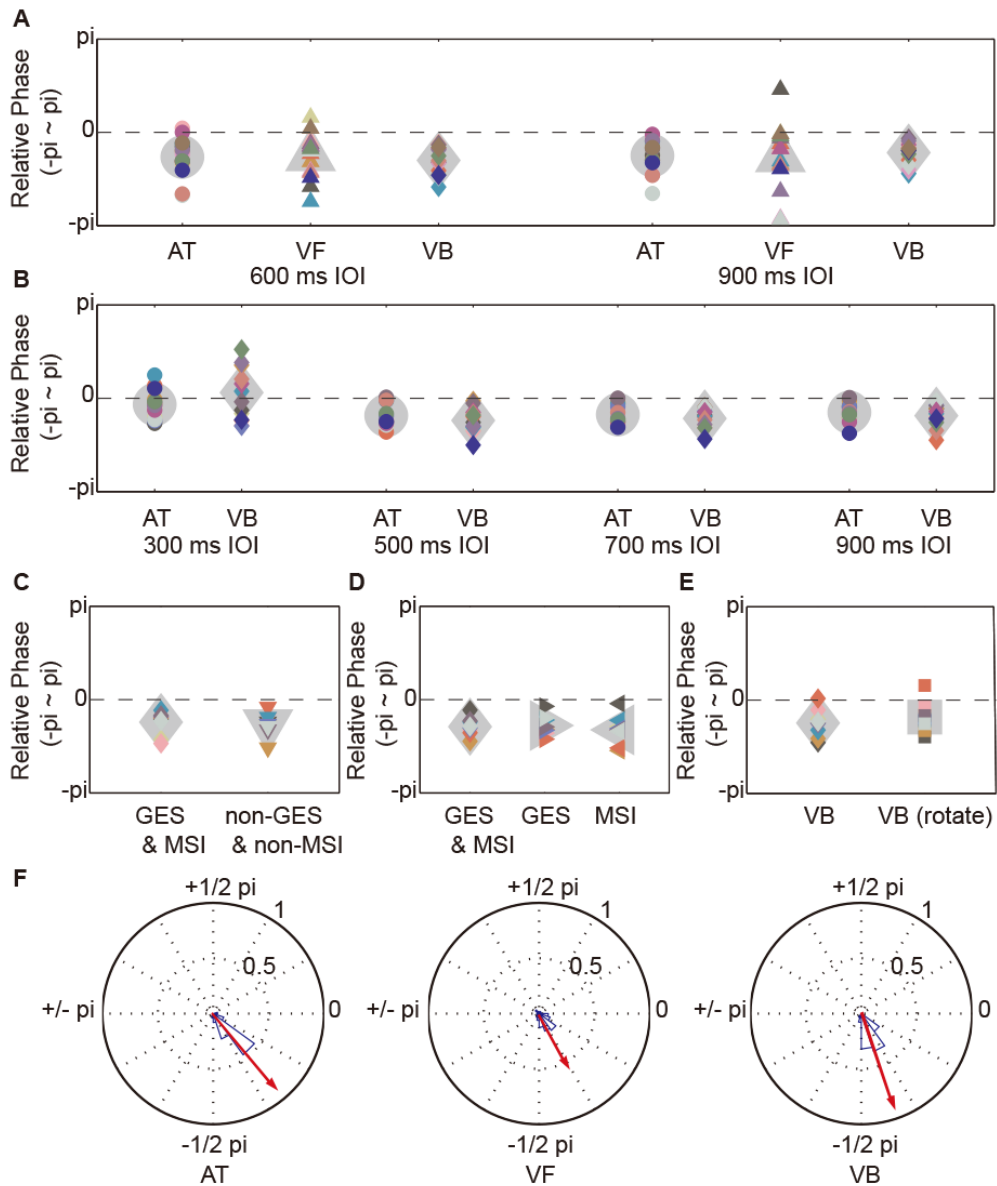 A
pi
Relative Phase
(-pi ~ pi)
0
-pi
AT VF VB AT VF VB
600 ms IOI 900 ms IOI
B
pi
Relative Phase
(-pi ~ pi)
0
-pi
AT VB AT VB AT VB AT VB
300 ms IOI 500 ms IOI 700 ms IOI 900 ms IOI
C
pi
Relative Phase
(-pi ~ pi)
0
-pi
GES non-GES
& MSI & non-MSI
D
pi
Relative Phase
(-pi ~ pi)
0
-pi
GES GES MSI
& MSI
E
pi
Relative Phase
(-pi ~ pi)
0
-pi
VB VB (rotate)
F
+1/2 pi
1
0.5
+/- pi
0
-1/2 pi
AT
+1/2 pi
1
0.5
+/- pi
0
-1/2 pi
VF
+1/2 pi
1
0.5
+/- pi
0
-1/2 pi
VB